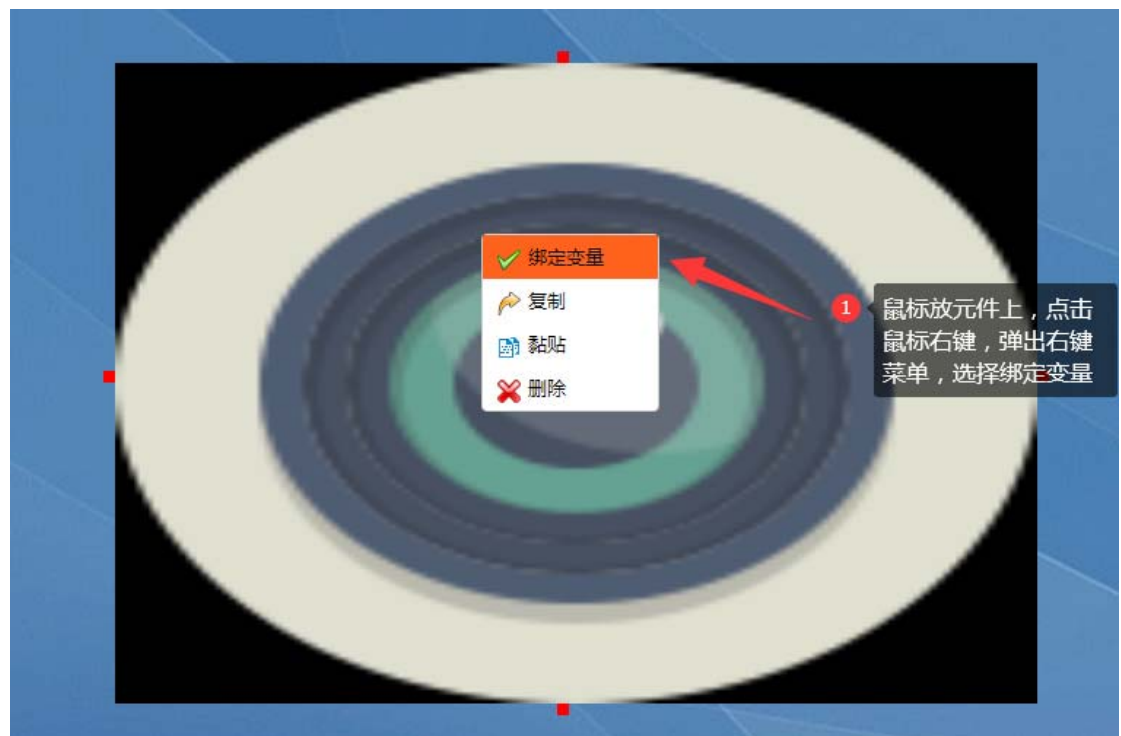 绑定变量
复制
黏贴
删除
1
鼠标放元件上，点击
鼠标右键，弹出右键
菜单，选择绑定变量